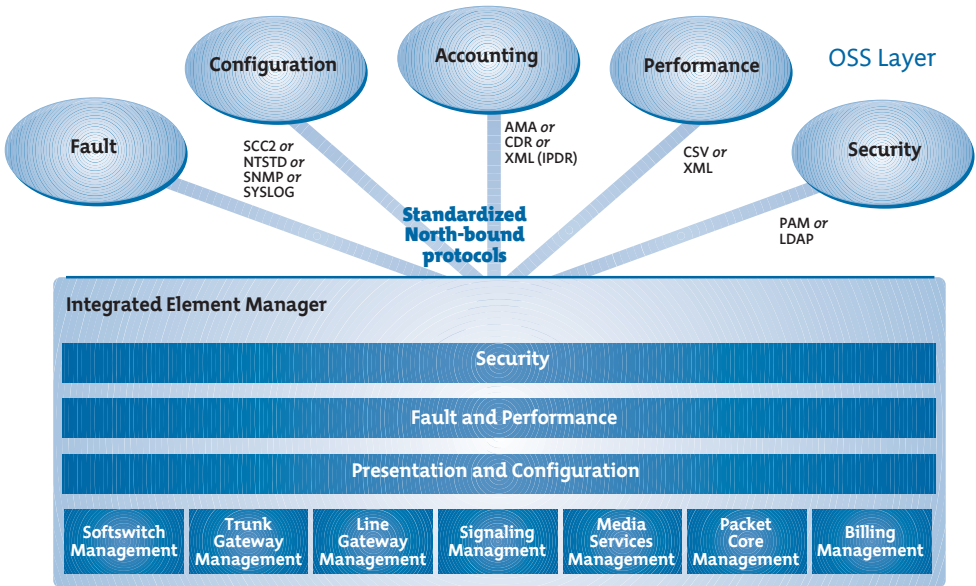 OSS Layer
Fault
Configuration
Accounting
Performance
Security
SCC2 or
NTSTD or
SNMP or
SYSLOG
AMA or
CDR or
XML (IPDR)
CSV or
XML
PAM or
LDAP
Standardized
North-bound
protocols
Integrated Element Manager
Security
Fault and Performance
Presentation and Configuration
Softswitch
Management
Trunk
Gateway
Management
Line
Gateway
Management
Signaling
Managment
Media
Services
Management
Packet
Core
Management
Billing
Management